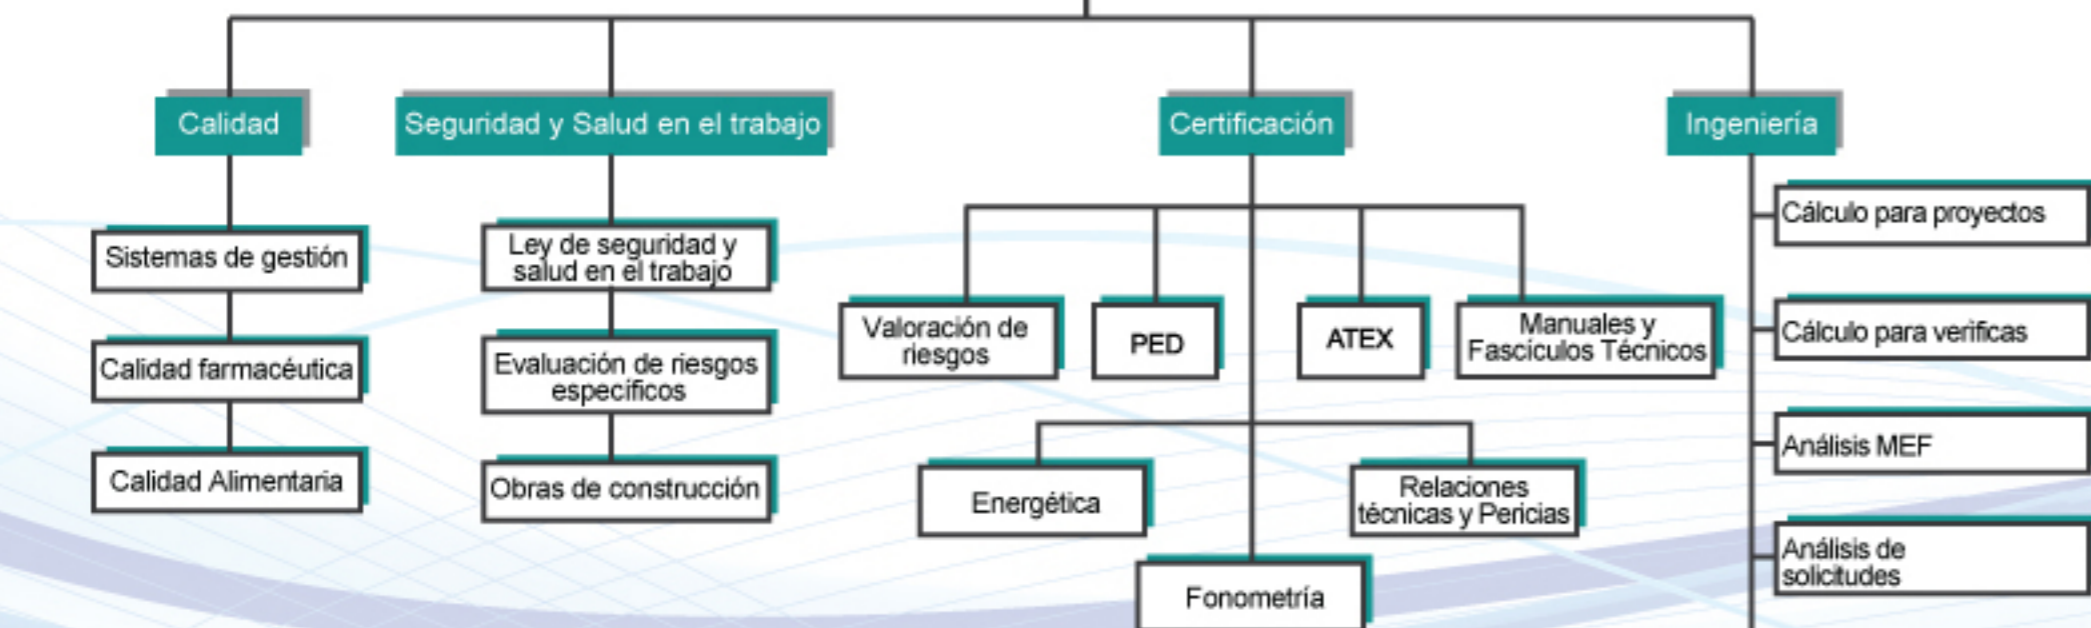 Calidad
Seguridad y Salud en el trabajo
Certificación
Ingeniería
Sistemas de gestión
Calidad farmacéutica
Calidad Alimentaria
Ley de seguridad y
salud en el trabajo
Evaluación de riesgos
específicos
Obras de construcción
Valoración de
riesgos
PED
ATEX
Manuales y
Fascículos Técnicos
Energética
Relaciones
técnicas y Pericias
Fonometría
Cálculo para proyectos
Cálculo para verificas
Análisis MEF
Análisis de
solicitudes